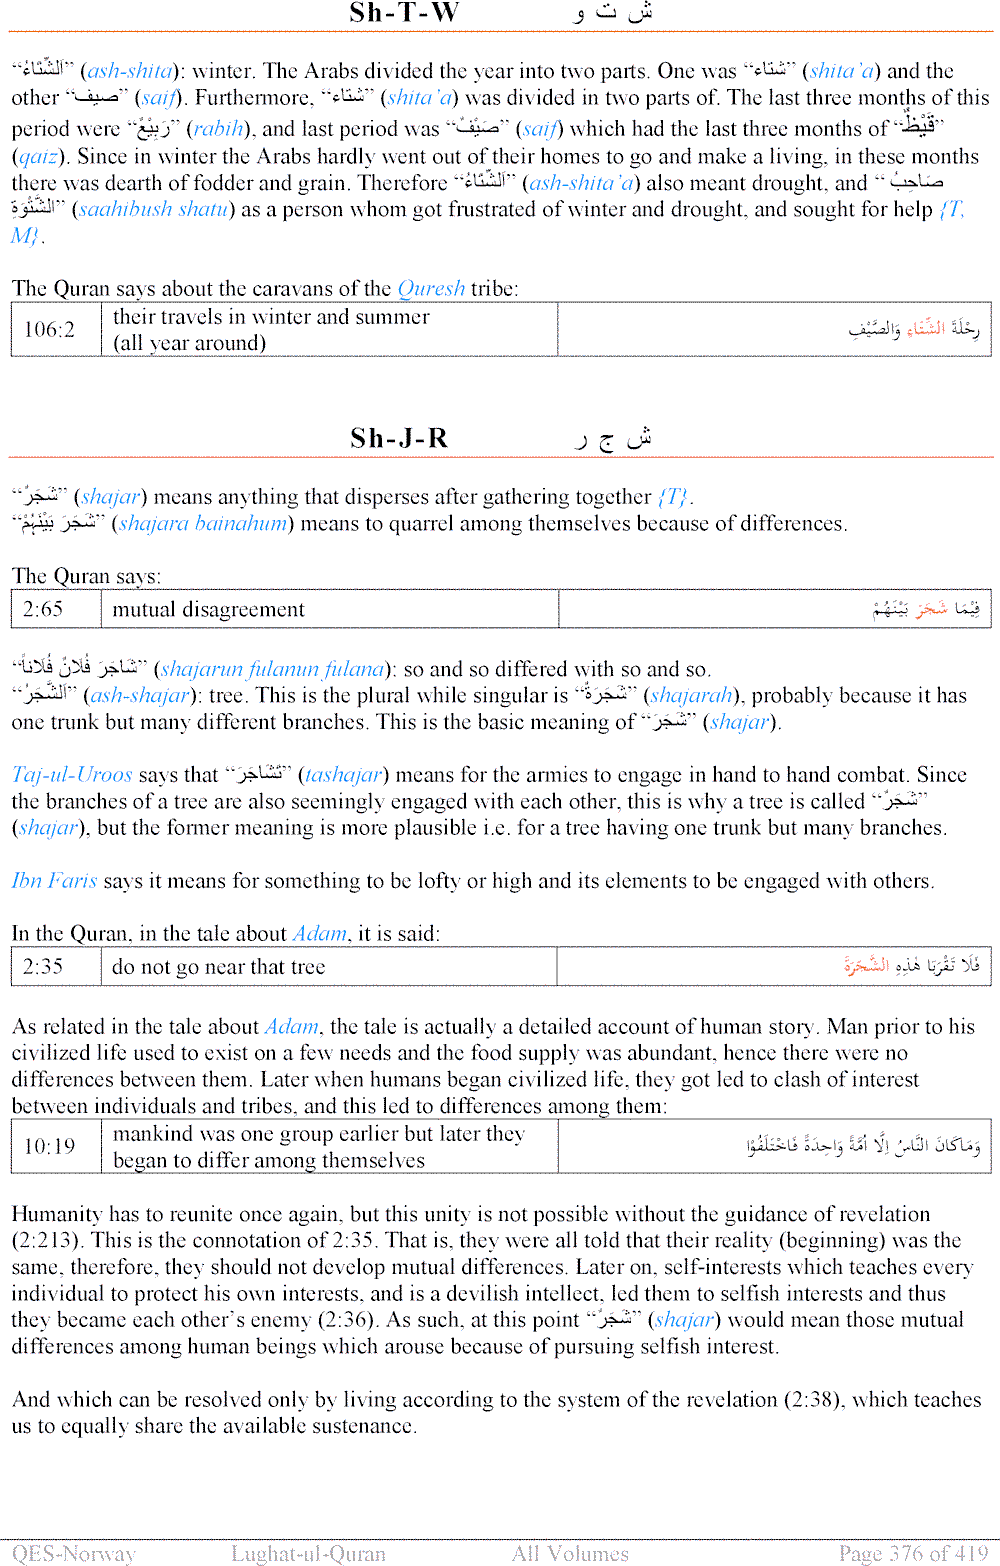 Sh-T-W ش ت و
“اَلشِّتَاءُ” (ash-shita): winter. The Arabs divided the year into two parts. One was “شتاء” (shita’a) and the
other “صيف” (saif). Furthermore, “شتاء” (shita’a) was divided in two parts of. The last three months of this
period were “رَبِيْعٌ” (rabih), and last period was “صَيْفٌ” (saif) which had the last three months of “قَيْظٌ”
(qaiz). Since in winter the Arabs hardly went out of their homes to go and make a living, in these months
there was dearth of fodder and grain. Therefore “اَلشِّتَاءُ” (ash-shita’a) also meant drought, and “صَاحِبُ
الشَّتْوَةِ” (saahibush shatu) as a person whom got frustrated of winter and drought, and sought for help {T,
M}.
The Quran says about the caravans of the Quresh tribe:
106:2 their travels in winter and summer
(all year around) رِحْلَةَ الشِّتَاءِ وَالصَّيْفِ
Sh-J-R ش ج ر
“شَجَرٌ” (shajar) means anything that disperses after gathering together {T}.
“شَجَرَ بَيْنَهُمْ” (shajara bainahum) means to quarrel among themselves because of differences.
The Quran says:
2:65 mutual disagreement فِيْمَا شَجَرَ بَيْنَهُمْ
“شَاجَرَ فُلَانٌ فُلَاناً” (shajarun fulanun fulana): so and so differed with so and so.
“اَلشَّجَرُ” (ash-shajar): tree. This is the plural while singular is “شَجَرَةٌ” (shajarah), probably because it has
one trunk but many different branches. This is the basic meaning of “شَجَرَ” (shajar).
Taj-ul-Uroos says that “تَشَاجَرَ” (tashajar) means for the armies to engage in hand to hand combat. Since
the branches of a tree are also seemingly engaged with each other, this is why a tree is called “شَجَرٌ”
(shajar), but the former meaning is more plausible i.e. for a tree having one trunk but many branches.
Ibn Faris says it means for something to be lofty or high and its elements to be engaged with others.
In the Quran, in the tale about Adam, it is said:
2:35 do not go near that tree فَلَا تَقْرَبَا هٰذِهِ الشَّجَرَةَ
As related in the tale about Adam, the tale is actually a detailed account of human story. Man prior to his
civilized life used to exist on a few needs and the food supply was abundant, hence there were no
differences between them. Later when humans began civilized life, they got led to clash of interest
between individuals and tribes, and this led to differences among them:
10:19 mankind was one group earlier but later they
began to differ among themselves وَمَاكَانَ النَّاسُ اِلَّا اُمَّةً وَاحِدَةً فَاخْتَلَفُوْا
Humanity has to reunite once again, but this unity is not possible without the guidance of revelation
(2:213). This is the connotation of 2:35. That is, they were all told that their reality (beginning) was the
same, therefore, they should not develop mutual differences. Later on, self-interests which teaches every
individual to protect his own interests, and is a devilish intellect, led them to selfish interests and thus
they became each other’s enemy (2:36). As such, at this point “شَجَرٌ” (shajar) would mean those mutual
differences among human beings which arouse because of pursuing selfish interest.
And which can be resolved only by living according to the system of the revelation (2:38), which teaches
us to equally share the available sustenance.
QES-Norway Lughat-ul-Quran All Volumes Page 376 of 419